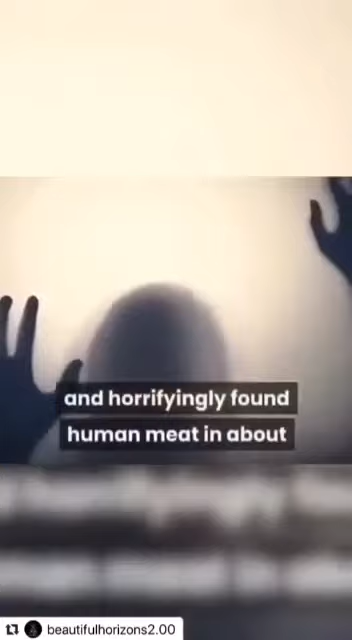 and horrifyingly found
human meat in about
beautifulhorizons2.00